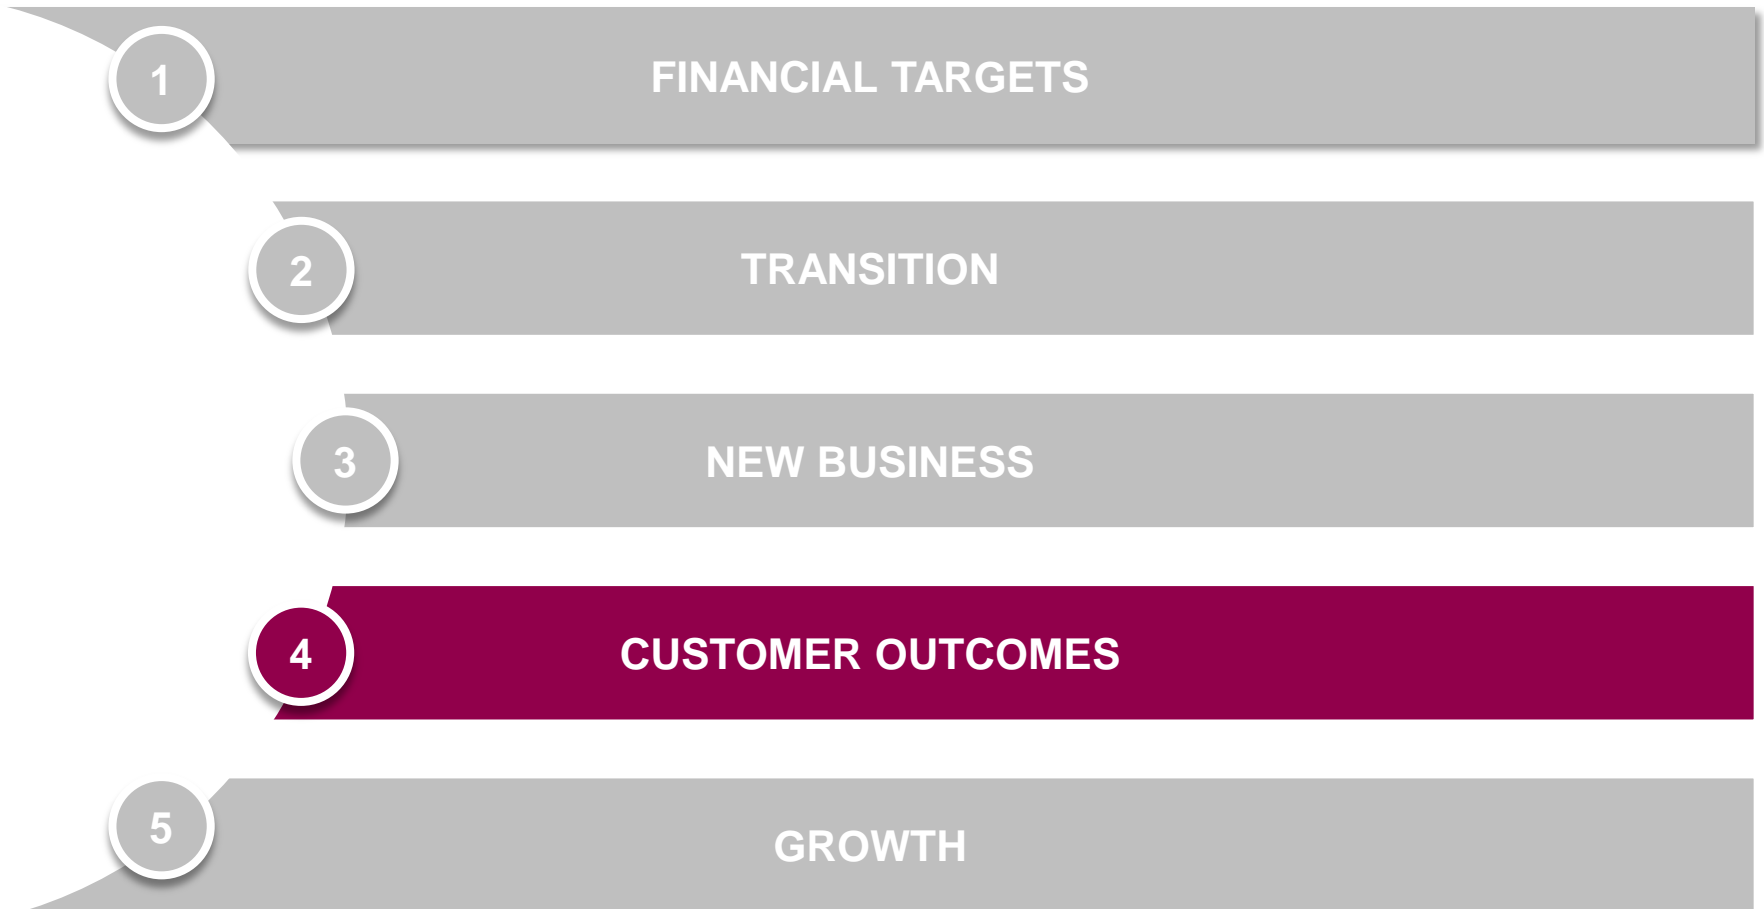 1
FINANCIAL TARGETS
2
TRANSITION
3
NEW BUSINESS
4
CUSTOMER OUTCOMES
5
GROWTH